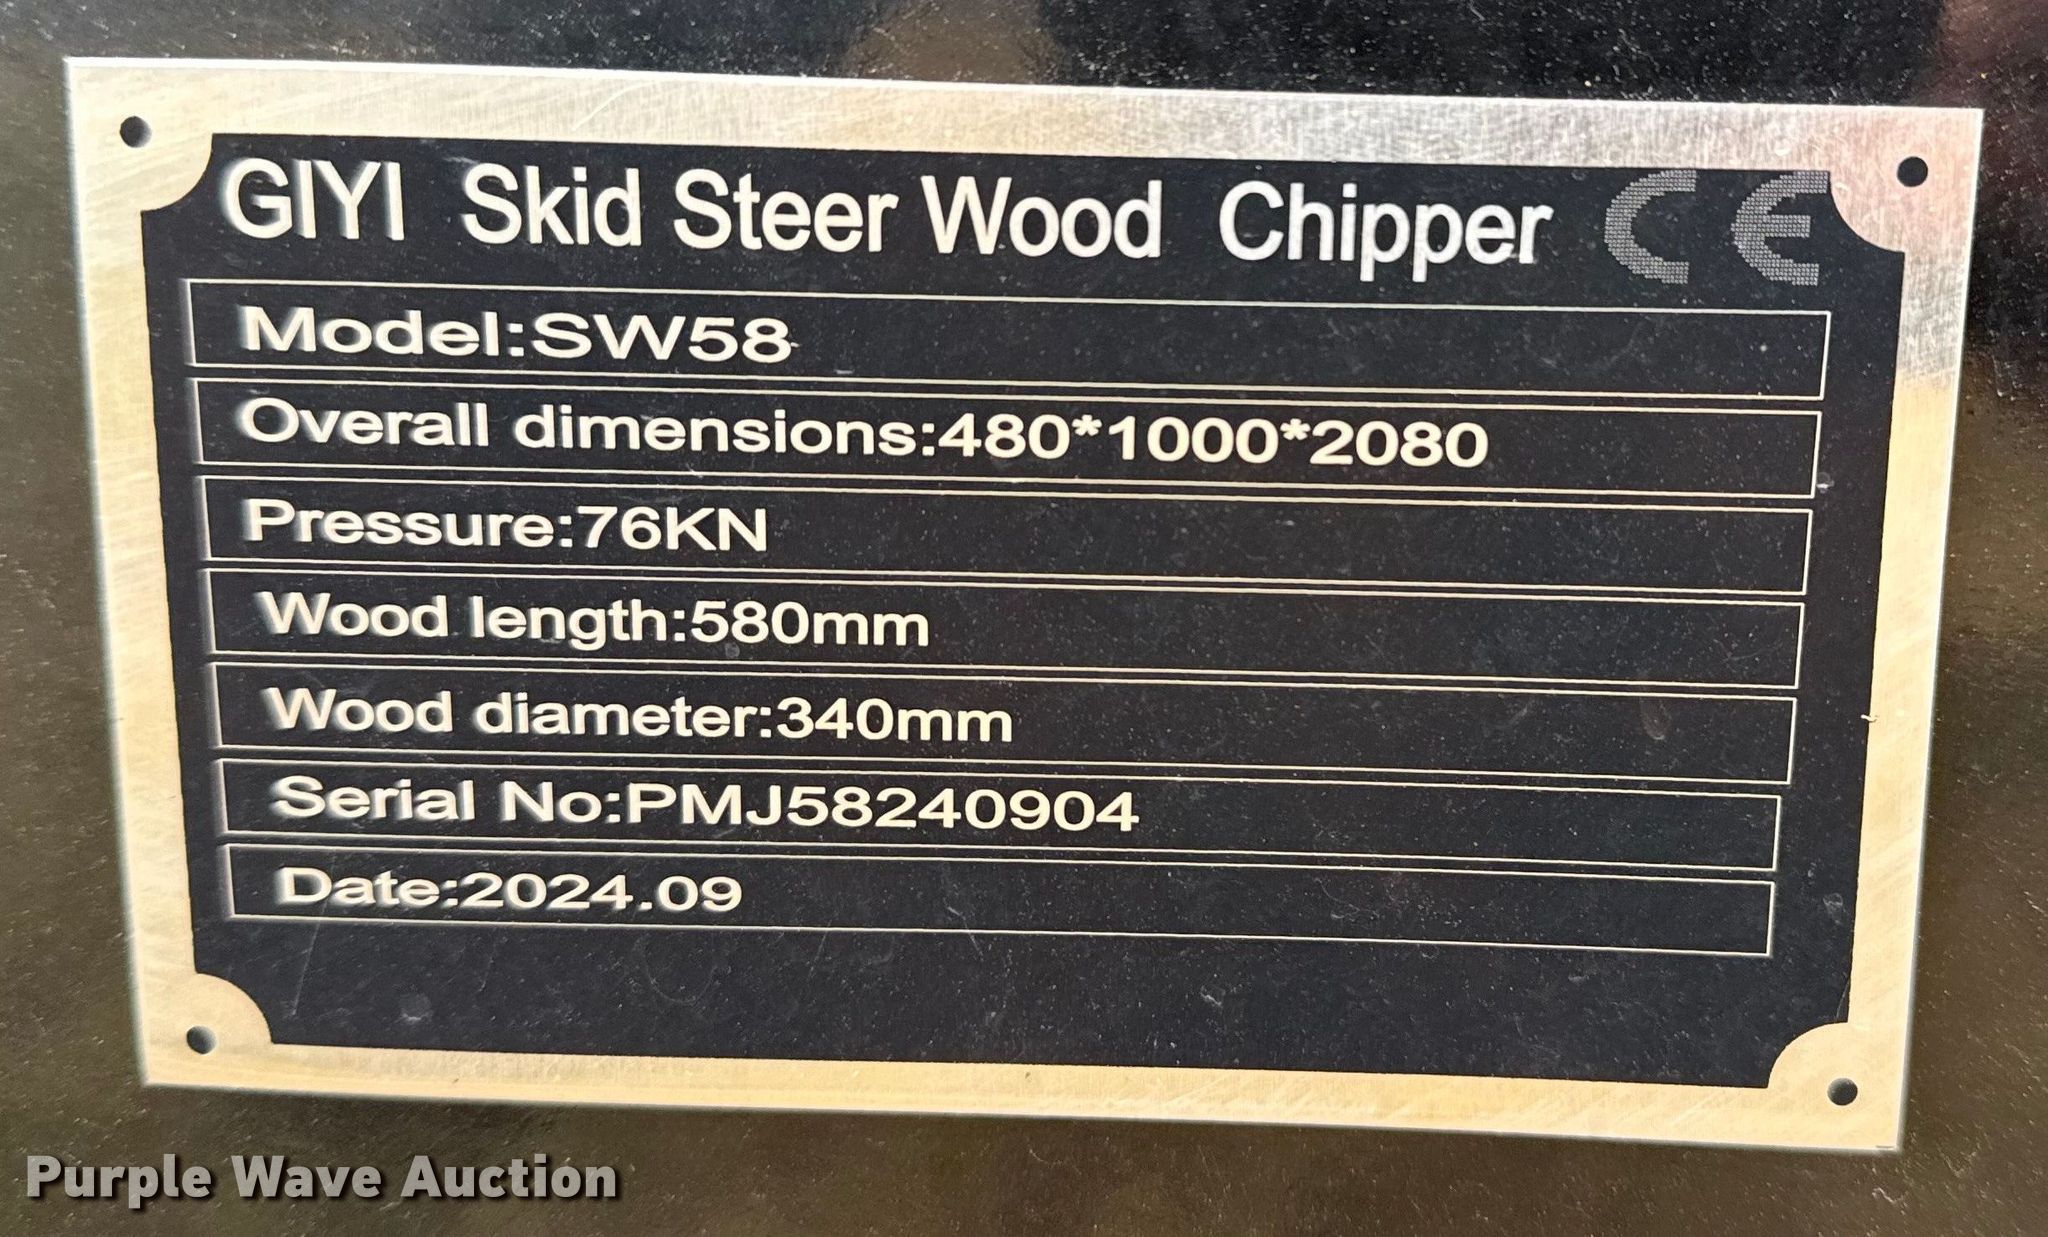 GIYI Skid Steer Wood Chipper CE
Model:SW58
Overall dimensions:480*1000*2080
Pressure:76KN
Wood length:580mm
Wood diameter:340mm
Serial No:PMJ58240904
Date:2024.09
Purple Wave Auction